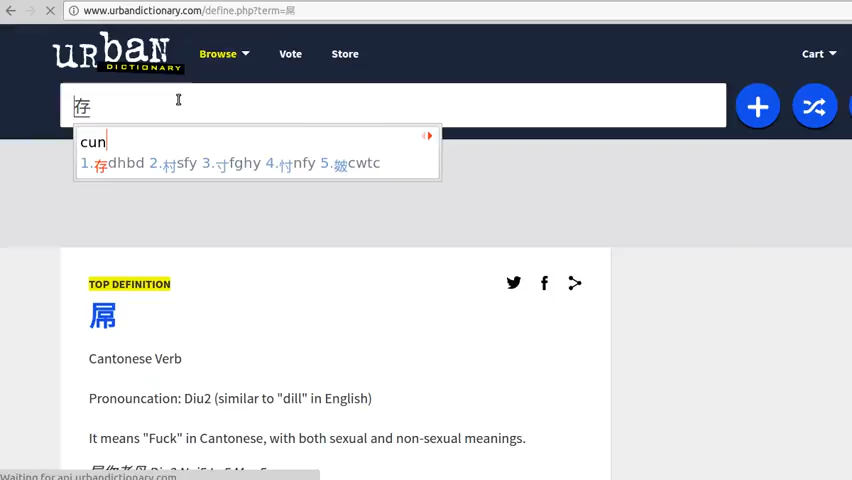 www.urbandictionary.com/define.php?term=屌
urban DICTIONARY
Browse Vote Store Cart
存
cun
1.存dhbd 2.村sfy 3.寸fghy 4.忖nfy 5.皴cwtc
TOP DEFINITION
屌
Cantonese Verb
Pronouncation: Diu2 (similar to "dill" in English)
It means "Fuck" in Cantonese, with both sexual and non-sexual meanings.
Waiting for api.urbandictionary.com